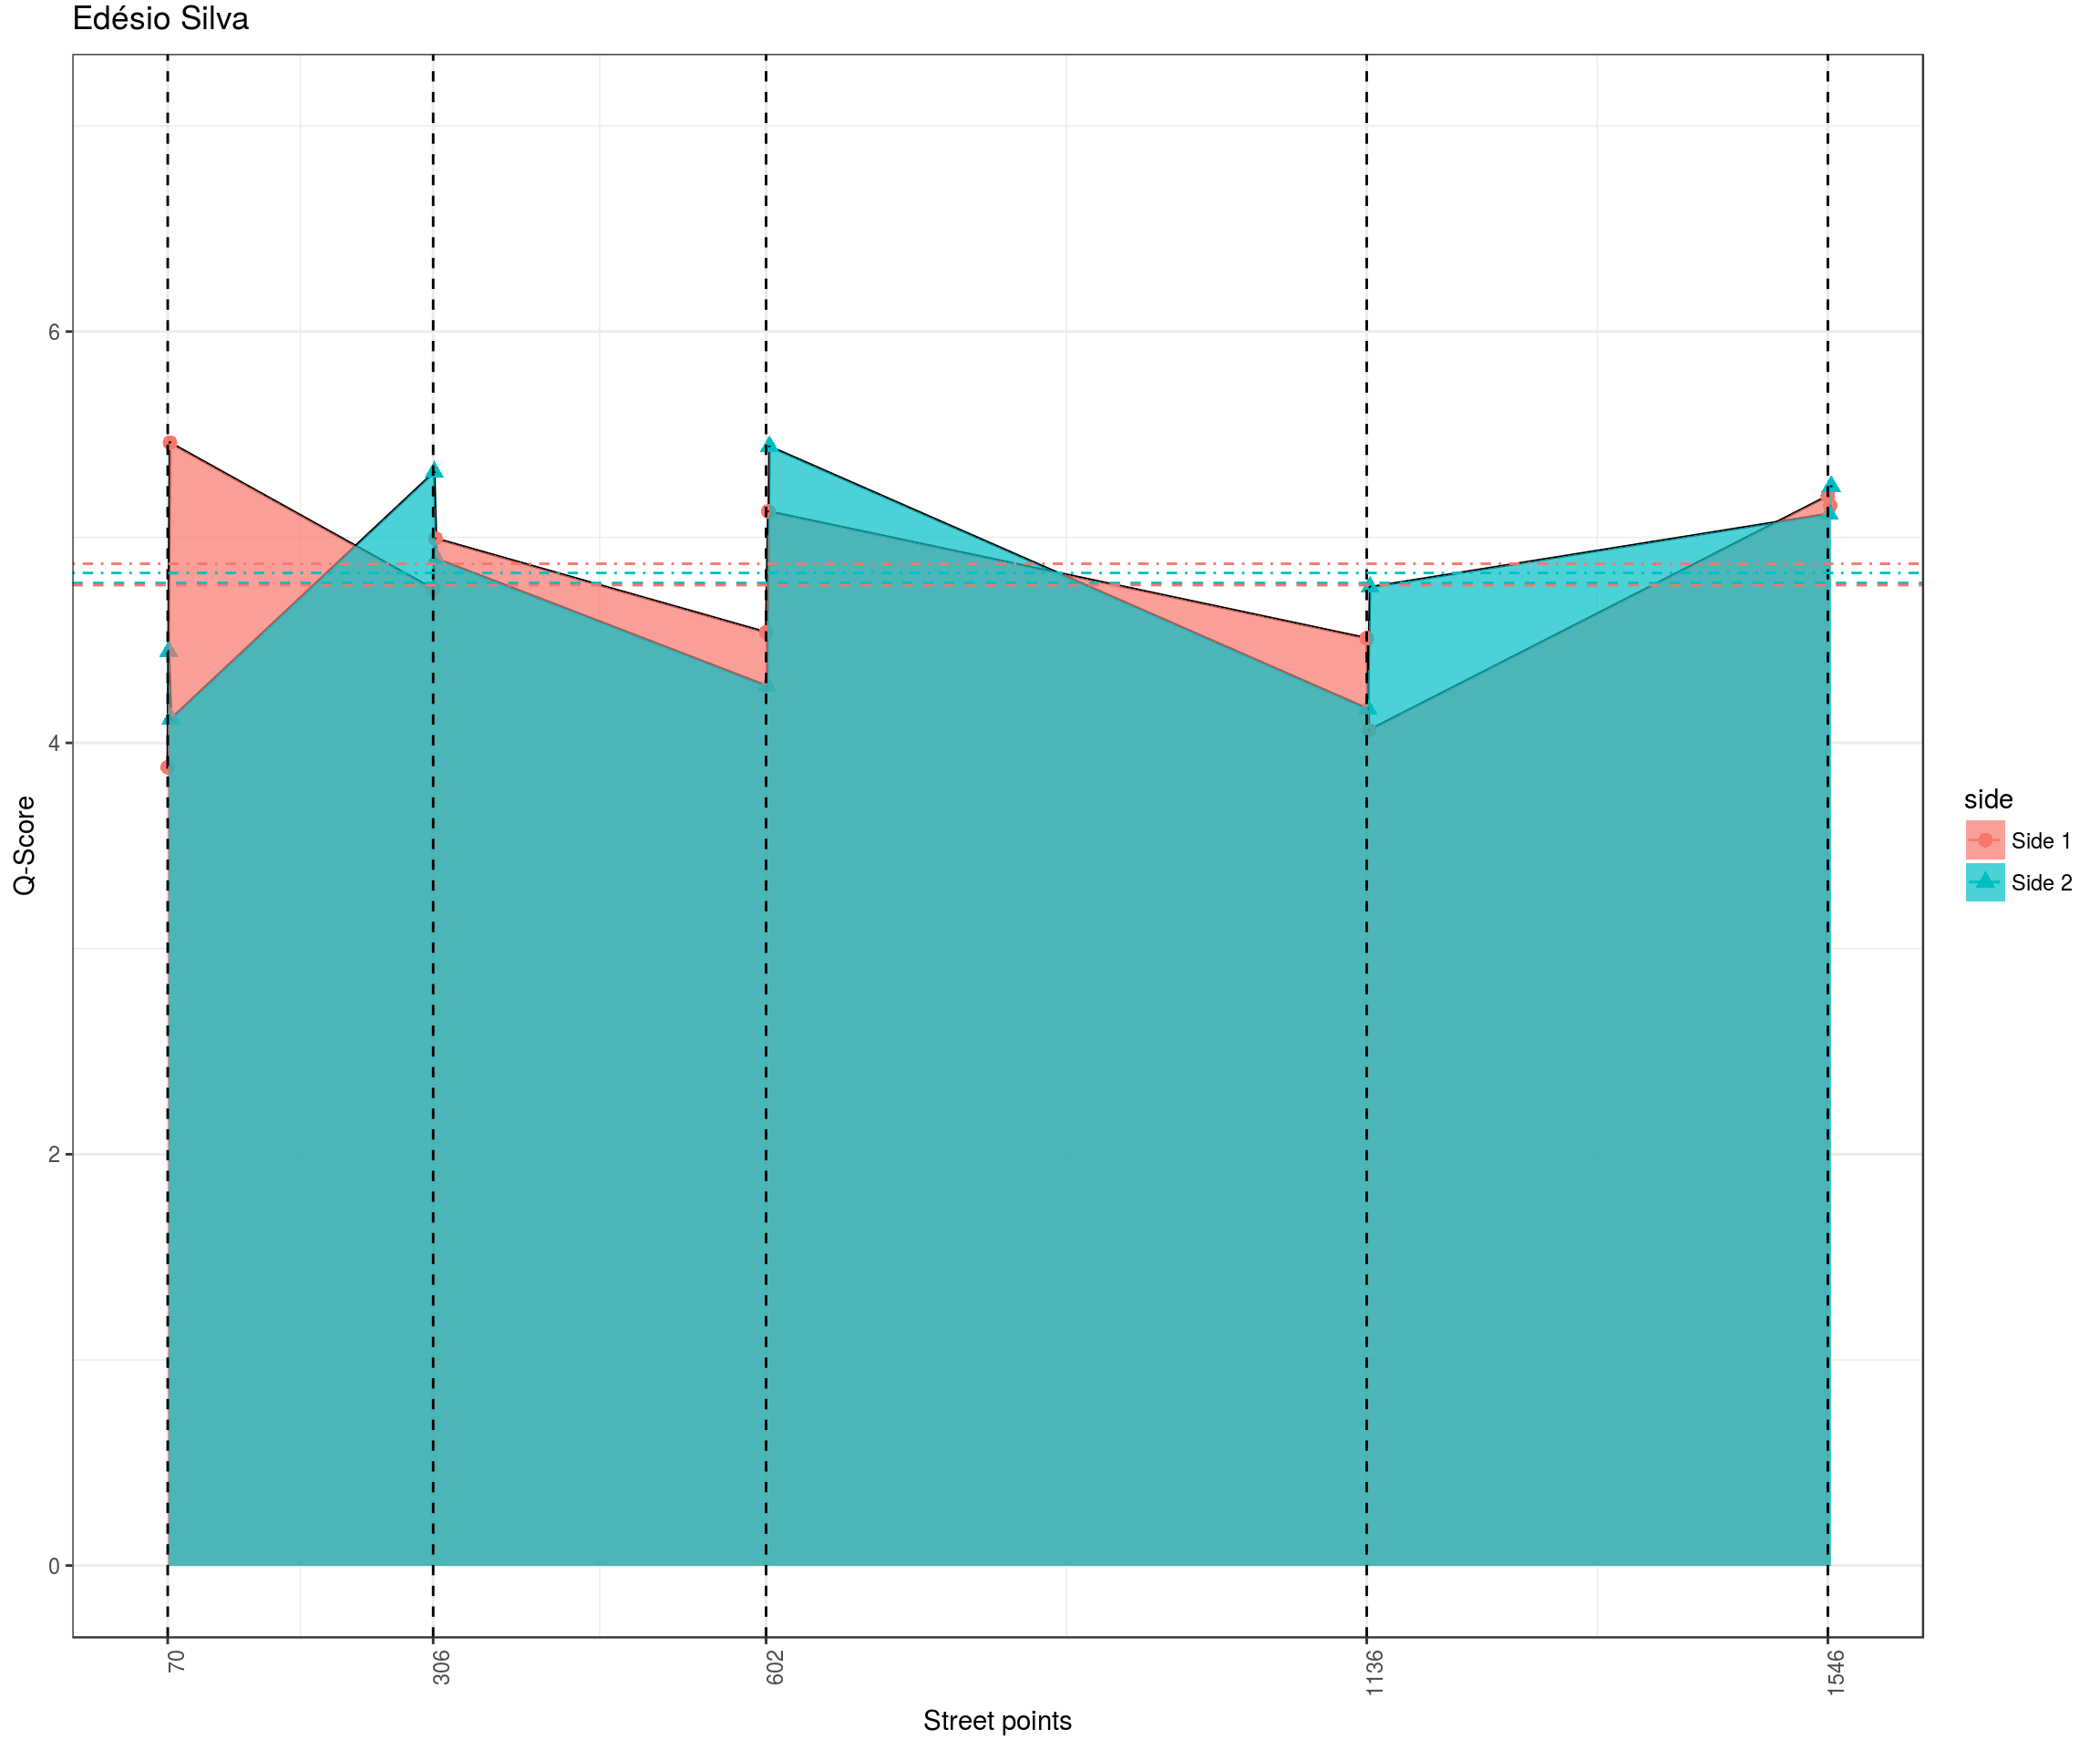 Edésio Silva
Q-Score
6
4
2
0
70
306
602
1136
1546
Street points
side
Side 1
Side 2